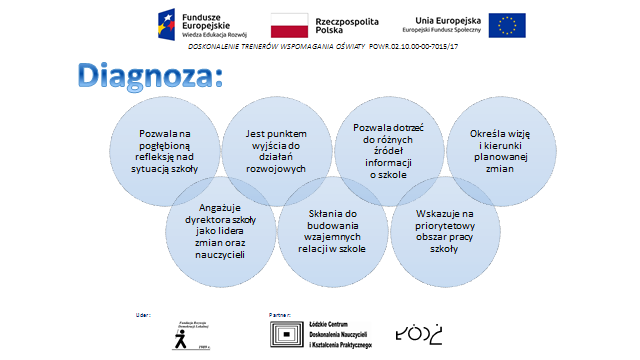 Fundusze
Europejskie
Wiedza Edukacja Rozwój
Rzeczpospolita
Polska
Unia Europejska
Europejski Fundusz Społeczny
DOSKONALENIE TRENERÓW WSPOMAGANIA OŚWIATY POWR.02.10.00-00-7015/17
Diagnoza:
Pozwala na
pogłębioną
refleksję nad
sytuacją szkoły
Jest punktem
wyjścia do
działań
rozwojowych
Pozwala dotrzeć
do różnych
źródeł
informacji
o szkole
Określa wizję
i kierunki
planowanej
zmian
Angażuje
dyrektora szkoły
jako lidera
zmian oraz
nauczycieli
Skłania do
budowania
wzajemnych
relacji w szkole
Wskazuje na
priorytetowy
obszar pracy
szkoły
Lider:
Partner:
Fundacja Rozwoju
Demokracji Lokalnej
Łódzkie Centrum
Doskonalenia Nauczycieli
i Kształcenia Praktycznego
ŁÓDŹ